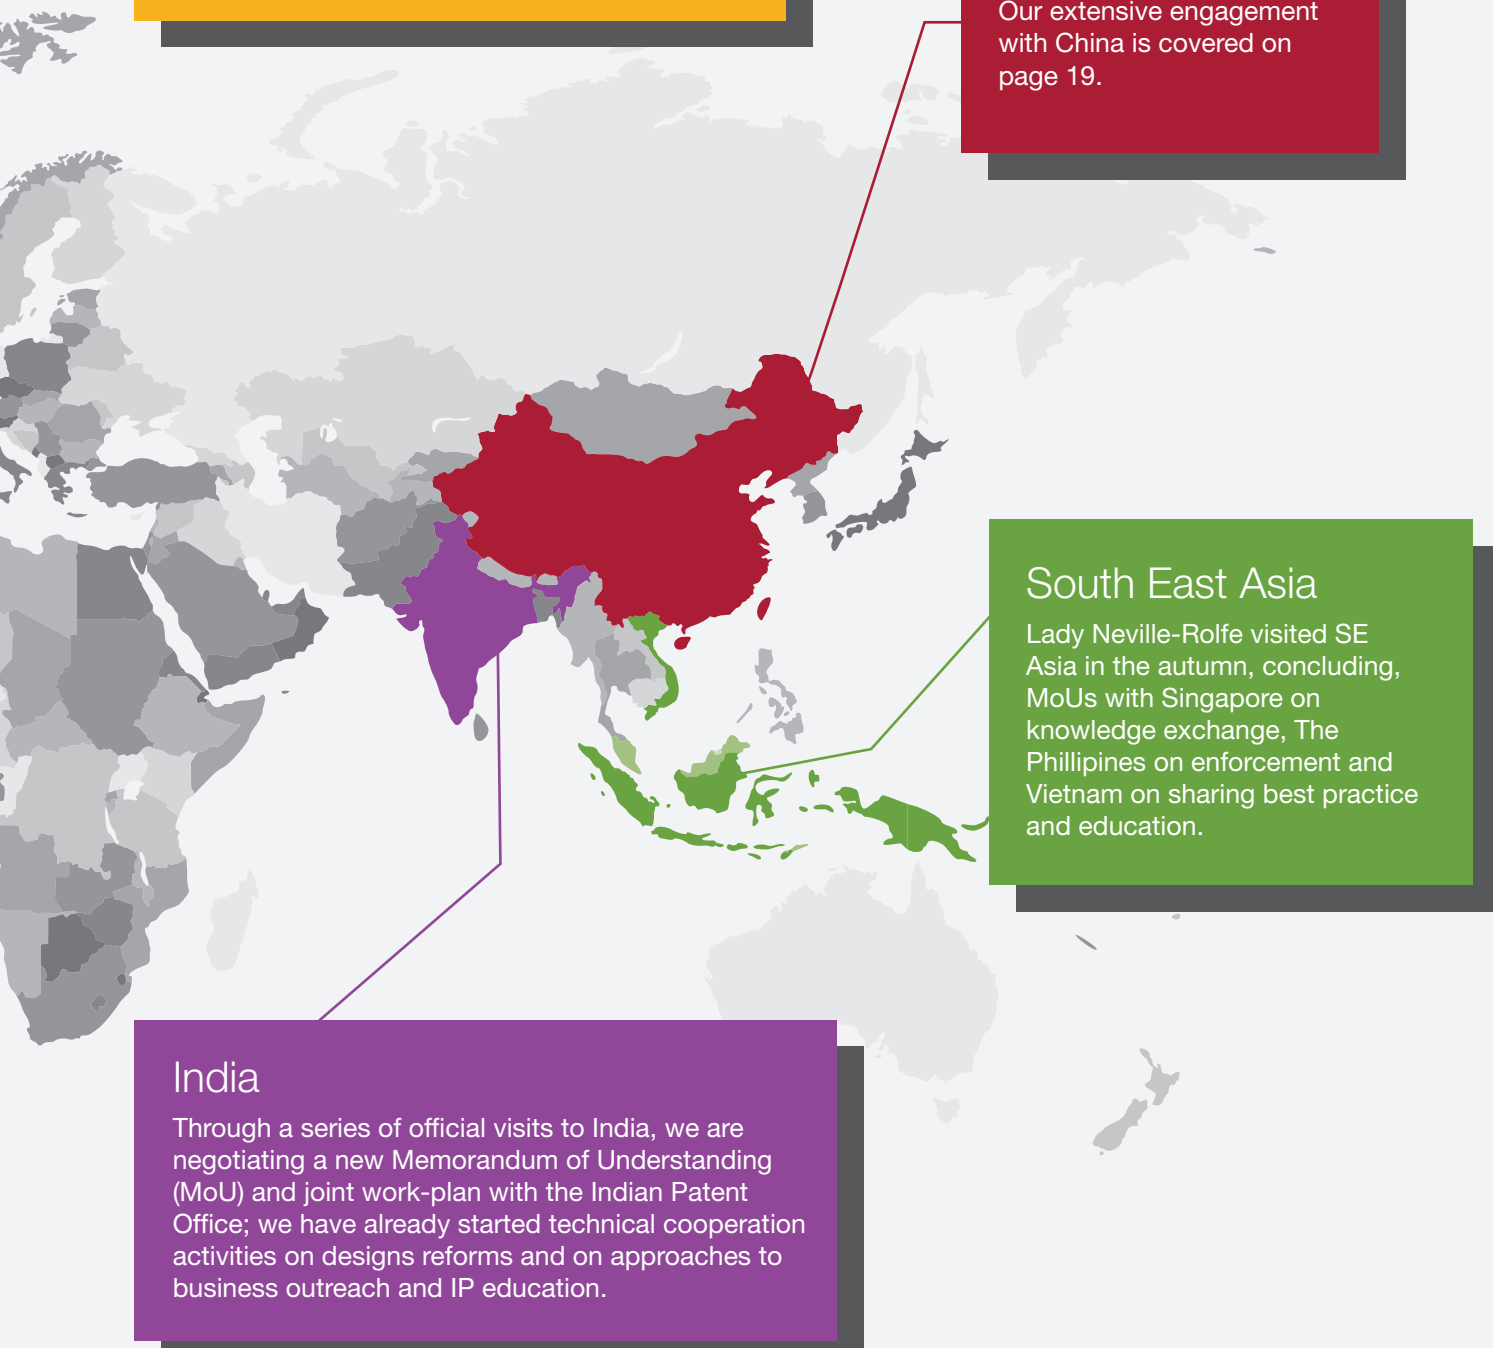 Our extensive engagement
with China is covered on
page 19.
South East Asia
Lady Neville-Rolfe visited SE
Asia in the autumn, concluding,
MoUs with Singapore on
knowledge exchange, The
Phillipines on enforcement and
Vietnam on sharing best practice
and education.
India
Through a series of official visits to India, we are
negotiating a new Memorandum of Understanding
(MoU) and joint work-plan with the Indian Patent
Office; we have already started technical cooperation
activities on designs reforms and on approaches to
business outreach and IP education.